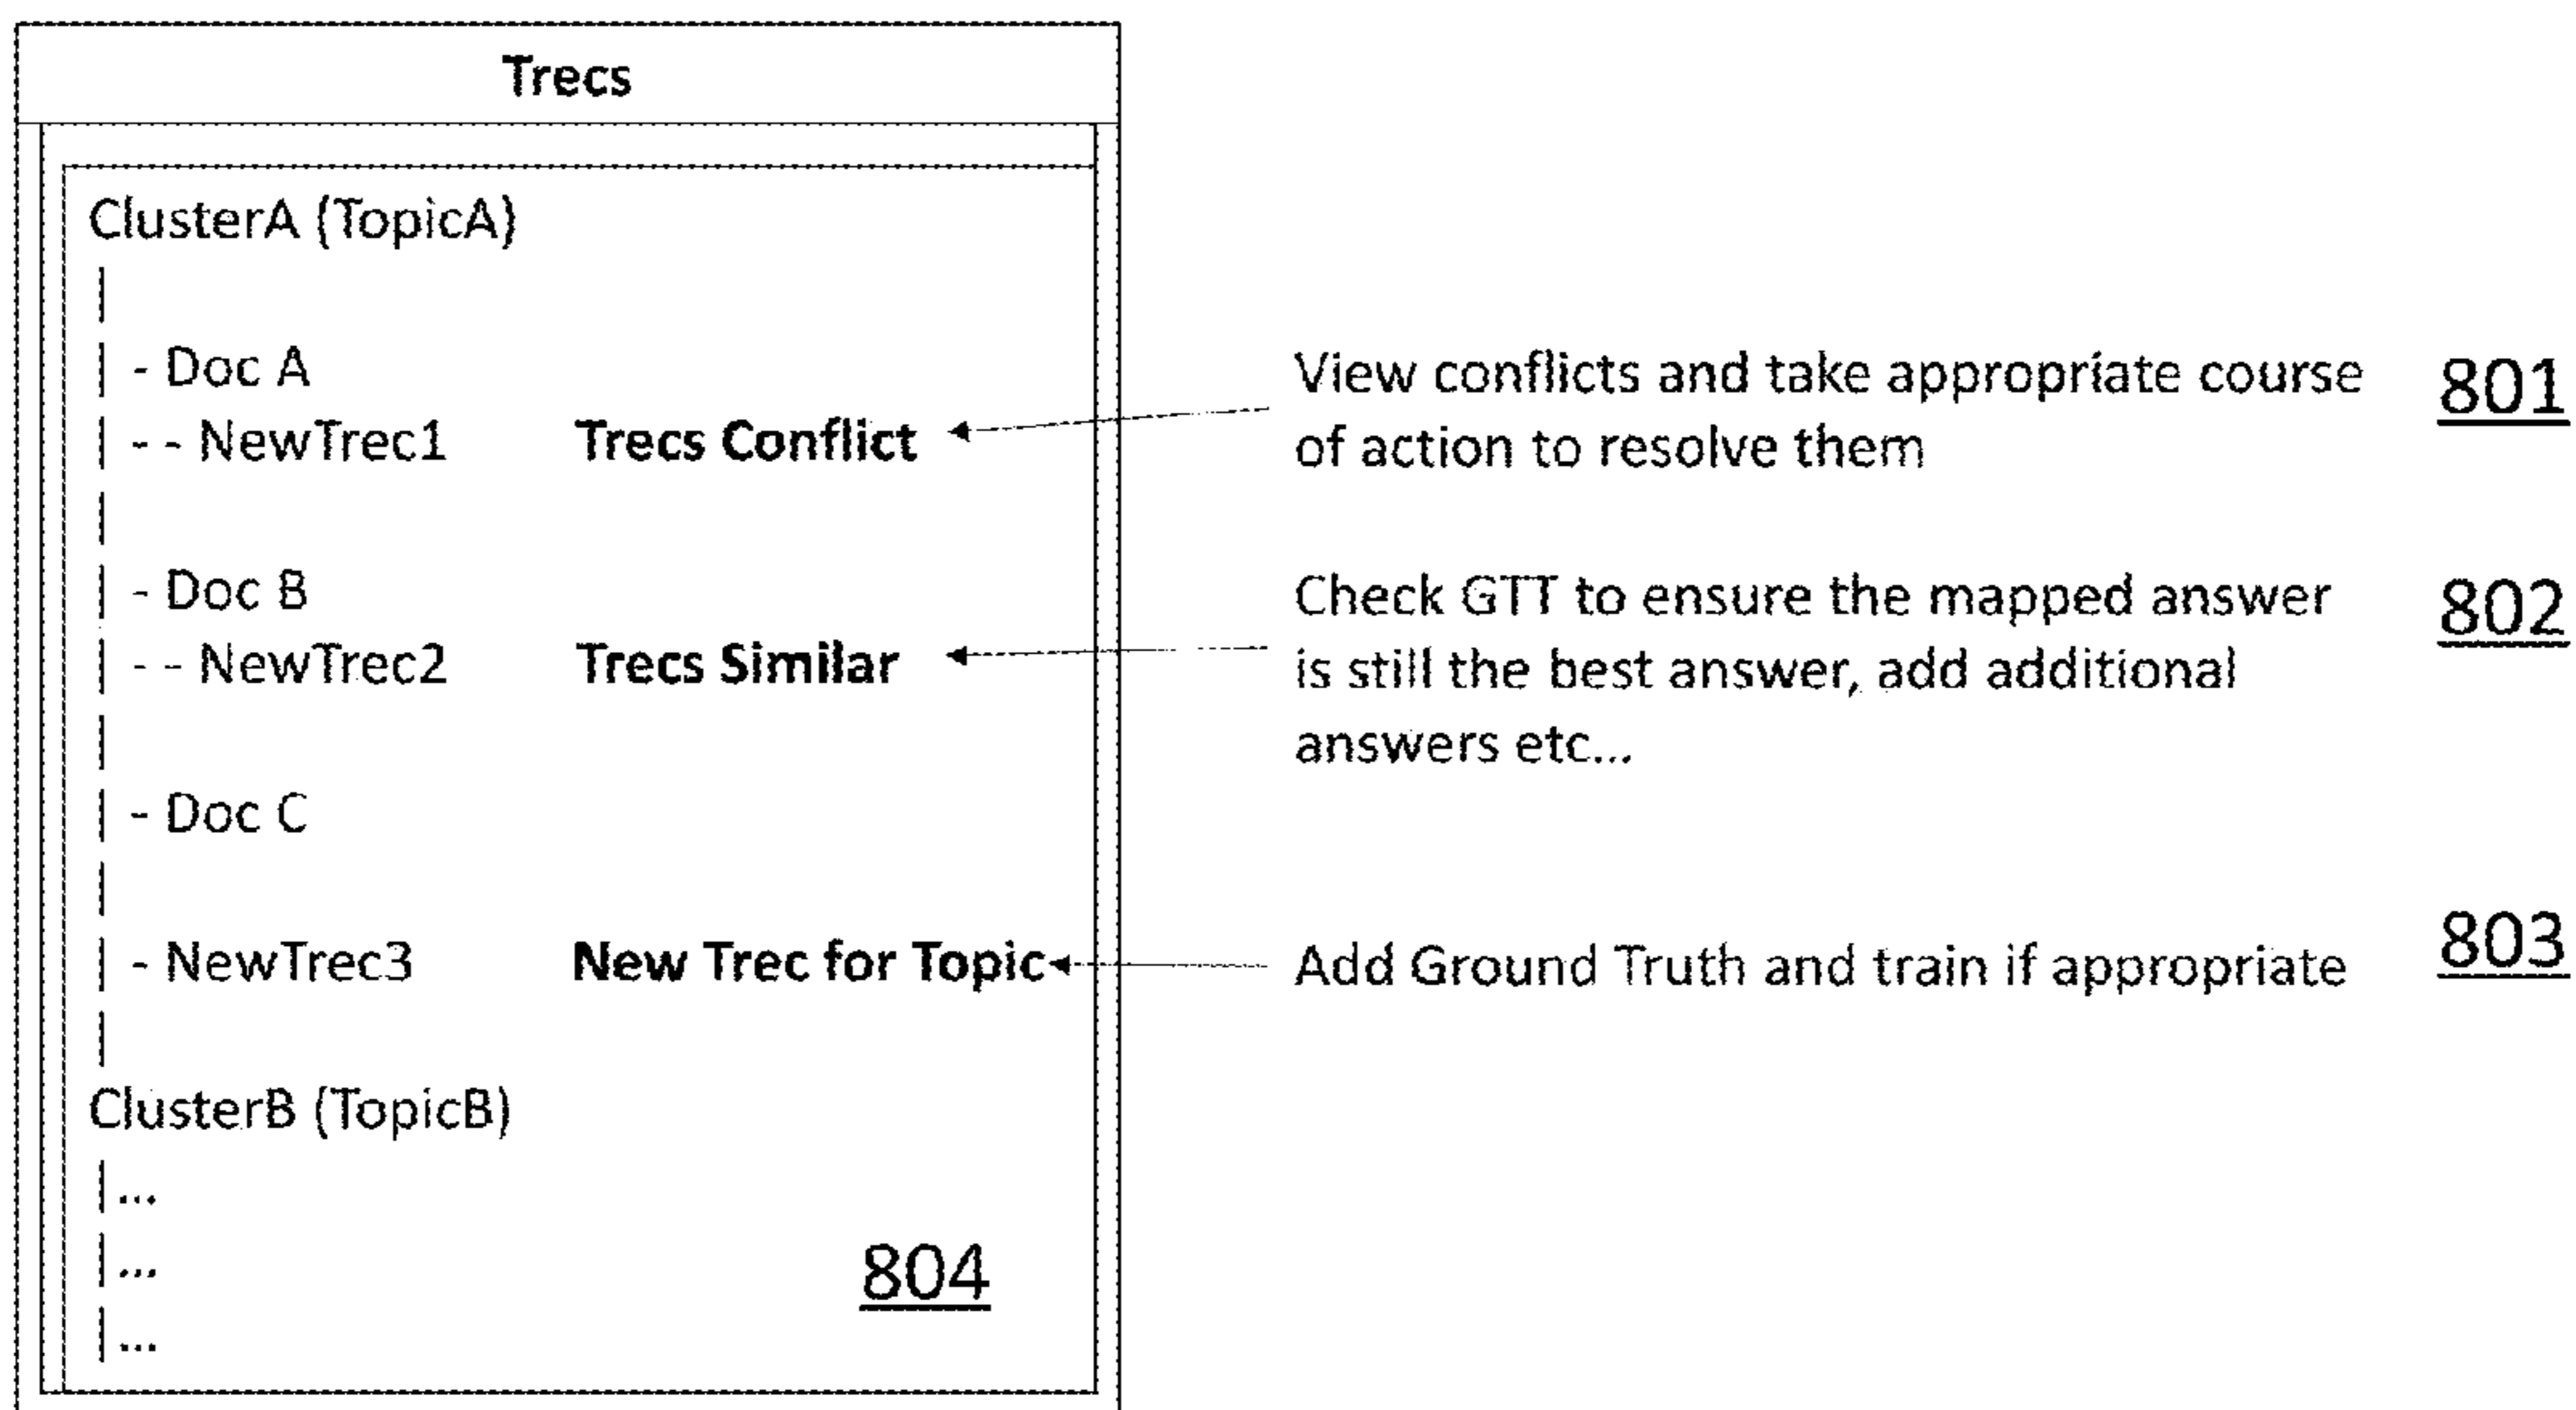 Trecs
ClusterA (TopicA)
|
| - Doc A
| - - NewTrec1 Trecs Conflict
View conflicts and take appropriate course
of action to resolve them
801
|
| - Doc B
| - - NewTrec2 Trecs Similar
Check GTT to ensure the mapped answer
is still the best answer, add additional
answers etc...
802
|
| - Doc C
|
| - NewTrec3 New Trec for Topic
Add Ground Truth and train if appropriate
803
|
ClusterB (TopicB)
|...
|...
|...
804